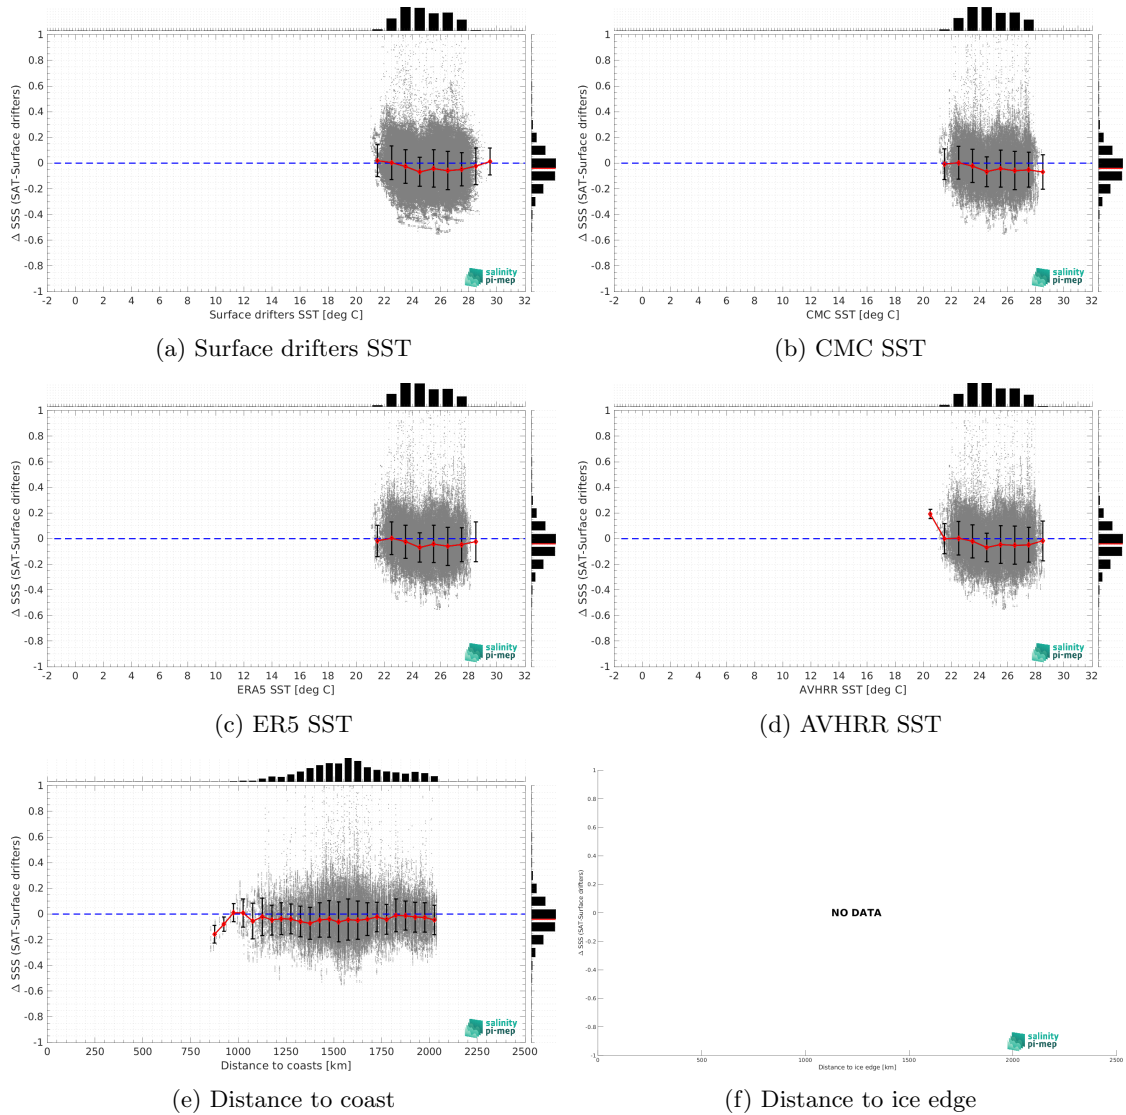 1
0.8
0.6
0.4
0.2
0
-0.2
-0.4
-0.6
-0.8
-1
Δ SSS (SAT-Surface drifters)
salinity
pi-mep
-2 0 2 4 6 8 10 12 14 16 18 20 22 24 26 28 30 32
Surface drifters SST [deg C]
(a) Surface drifters SST
1
0.8
0.6
0.4
0.2
0
-0.2
-0.4
-0.6
-0.8
-1
Δ SSS (SAT-Surface drifters)
salinity
pi-mep
-2 0 2 4 6 8 10 12 14 16 18 20 22 24 26 28 30 32
CMC SST [deg C]
(b) CMC SST
1
0.8
0.6
0.4
0.2
0
-0.2
-0.4
-0.6
-0.8
-1
Δ SSS (SAT-Surface drifters)
salinity
pi-mep
-2 0 2 4 6 8 10 12 14 16 18 20 22 24 26 28 30 32
ERA5 SST [deg C]
(c) ER5 SST
1
0.8
0.6
0.4
0.2
0
-0.2
-0.4
-0.6
-0.8
-1
Δ SSS (SAT-Surface drifters)
salinity
pi-mep
-2 0 2 4 6 8 10 12 14 16 18 20 22 24 26 28 30 32
AVHRR SST [deg C]
(d) AVHRR SST
1
0.8
0.6
0.4
0.2
0
-0.2
-0.4
-0.6
-0.8
-1
Δ SSS (SAT-Surface drifters)
salinity
pi-mep
0 250 500 750 1000 1250 1500 1750 2000 2250 2500
Distance to coasts [km]
(e) Distance to coast
1
0.8
0.6
0.4
0.2
0
-0.2
-0.4
-0.6
-0.8
-1
Δ SSS (SAT-Surface drifters)
NO DATA
salinity
pi-mep
0 500 1000 1500 2000 2500
Distance to ice edge [km]
(f) Distance to ice edge